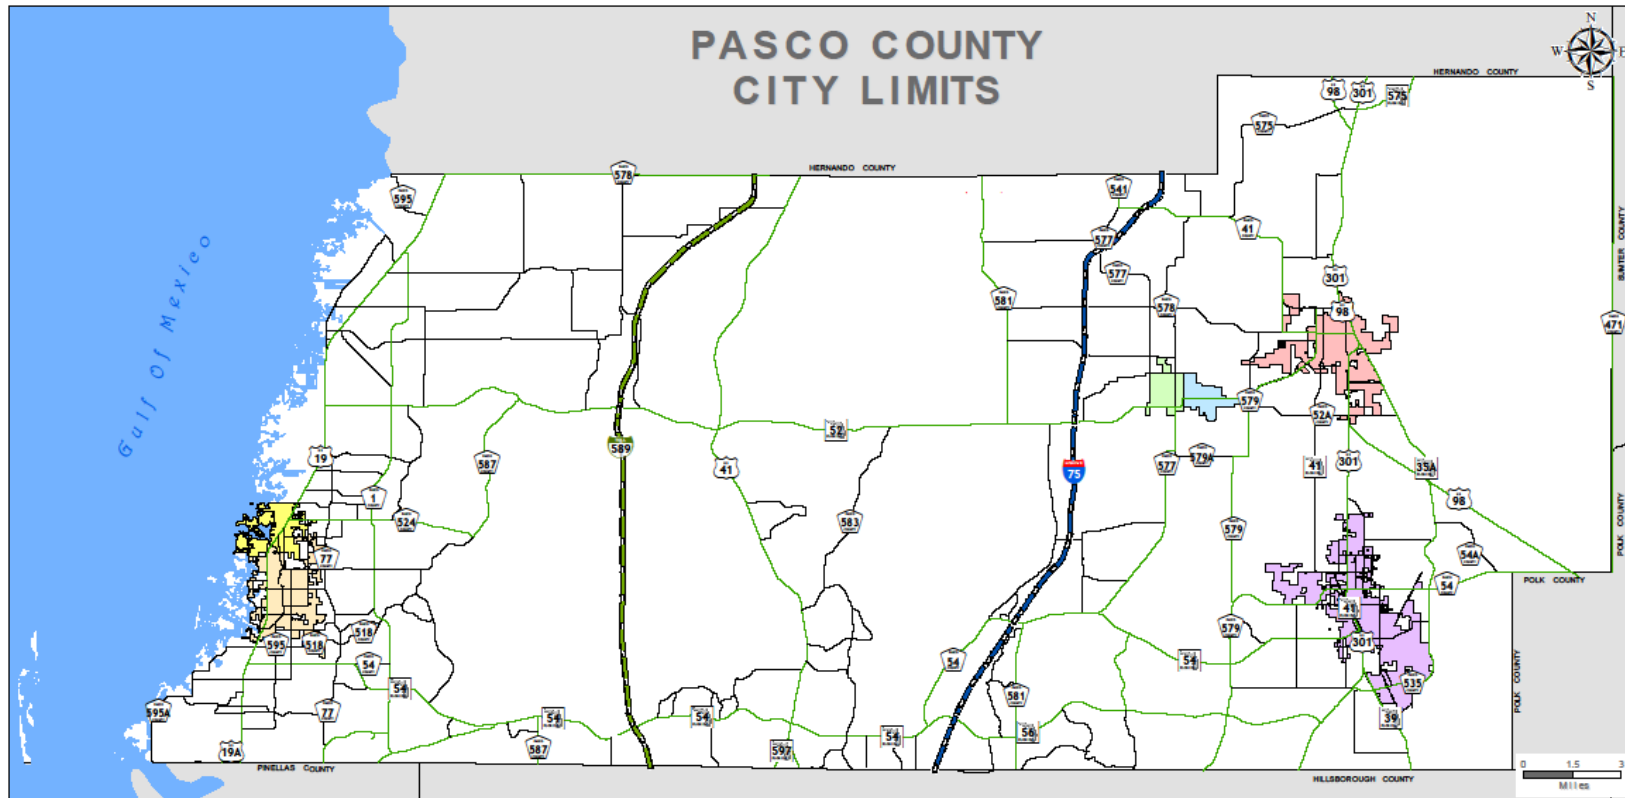 PASCO COUNTY
CITY LIMITS
N
W
E
S
HERNANDO COUNTY
98
301
575
575
HERNANDO COUNTY
578
595
541
41
577
577
301
581
578
98
SUMTER COUNTY
471
Gulf Of Mexico
579
52A
52
589
41
19
587
75
577
579A
41
301
35A
98
1
524
583
579
77
54A
POLK COUNTY
54
POLK COUNTY
41
518
595
518
579
301
54
54
54
535
POLK COUNTY
54
581
595A
77
54
54
39
56
54
19A
587
597
PINELLAS COUNTY
HILLSBOROUGH COUNTY
0 1.5 3
Miles